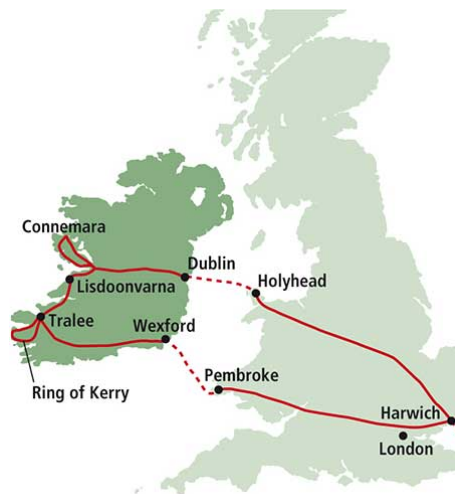 Connemara
Dublin
Lisdoonvarna
Holyhead
Tralee
Wexford
Pembroke
Ring of Kerry
Harwich
London